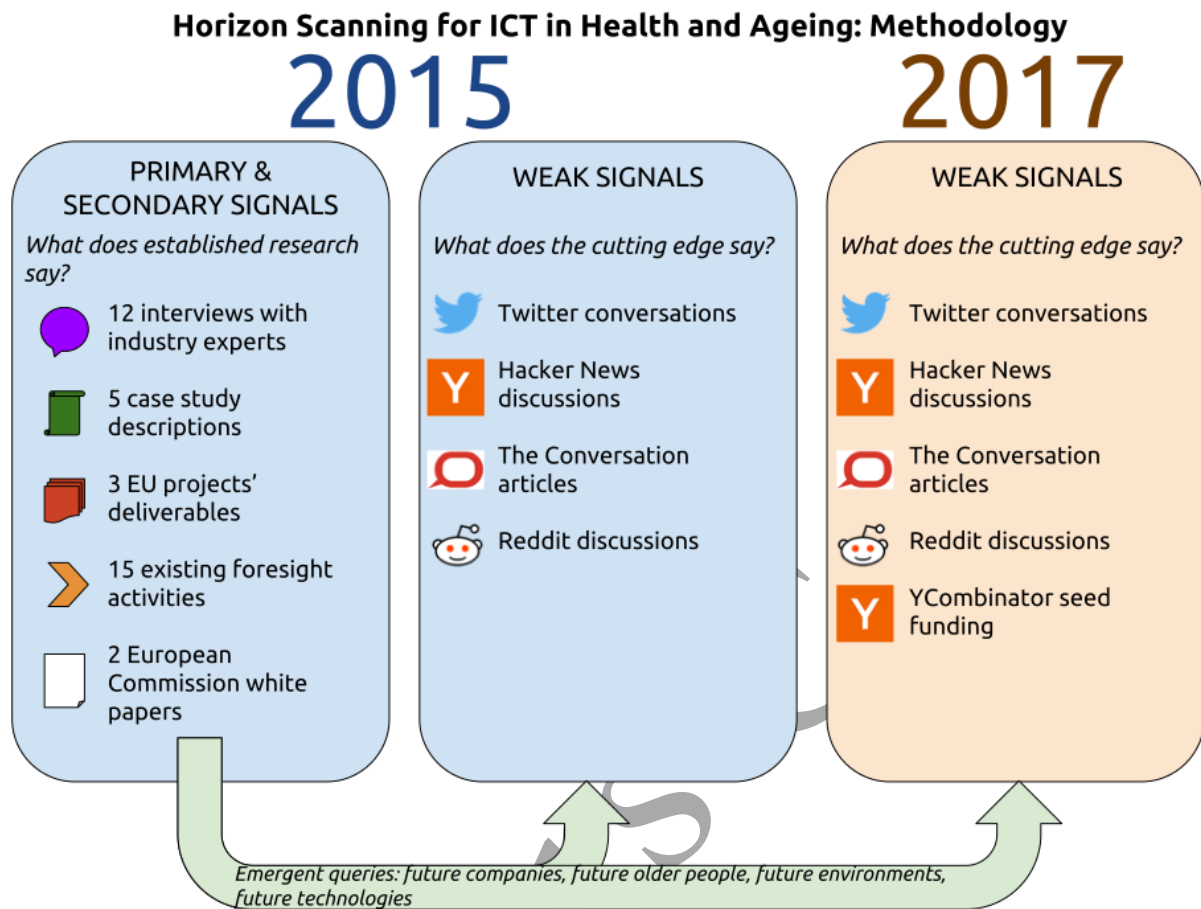 Horizon Scanning for ICT in Health and Ageing: Methodology
2015
2017
PRIMARY &
SECONDARY SIGNALS
What does established research
say?
12 interviews with
industry experts
5 case study
descriptions
3 EU projects’
deliverables
15 existing foresight
activities
2 European
Commission white
papers
WEAK SIGNALS
What does the cutting edge say?
Twitter conversations
Y
Hacker News
discussions
The Conversation
articles
Reddit discussions
WEAK SIGNALS
What does the cutting edge say?
Twitter conversations
Y
Hacker News
discussions
The Conversation
articles
Reddit discussions
Y
YCombinator seed
funding
Emergent queries: future companies, future older people, future environments,
future technologies